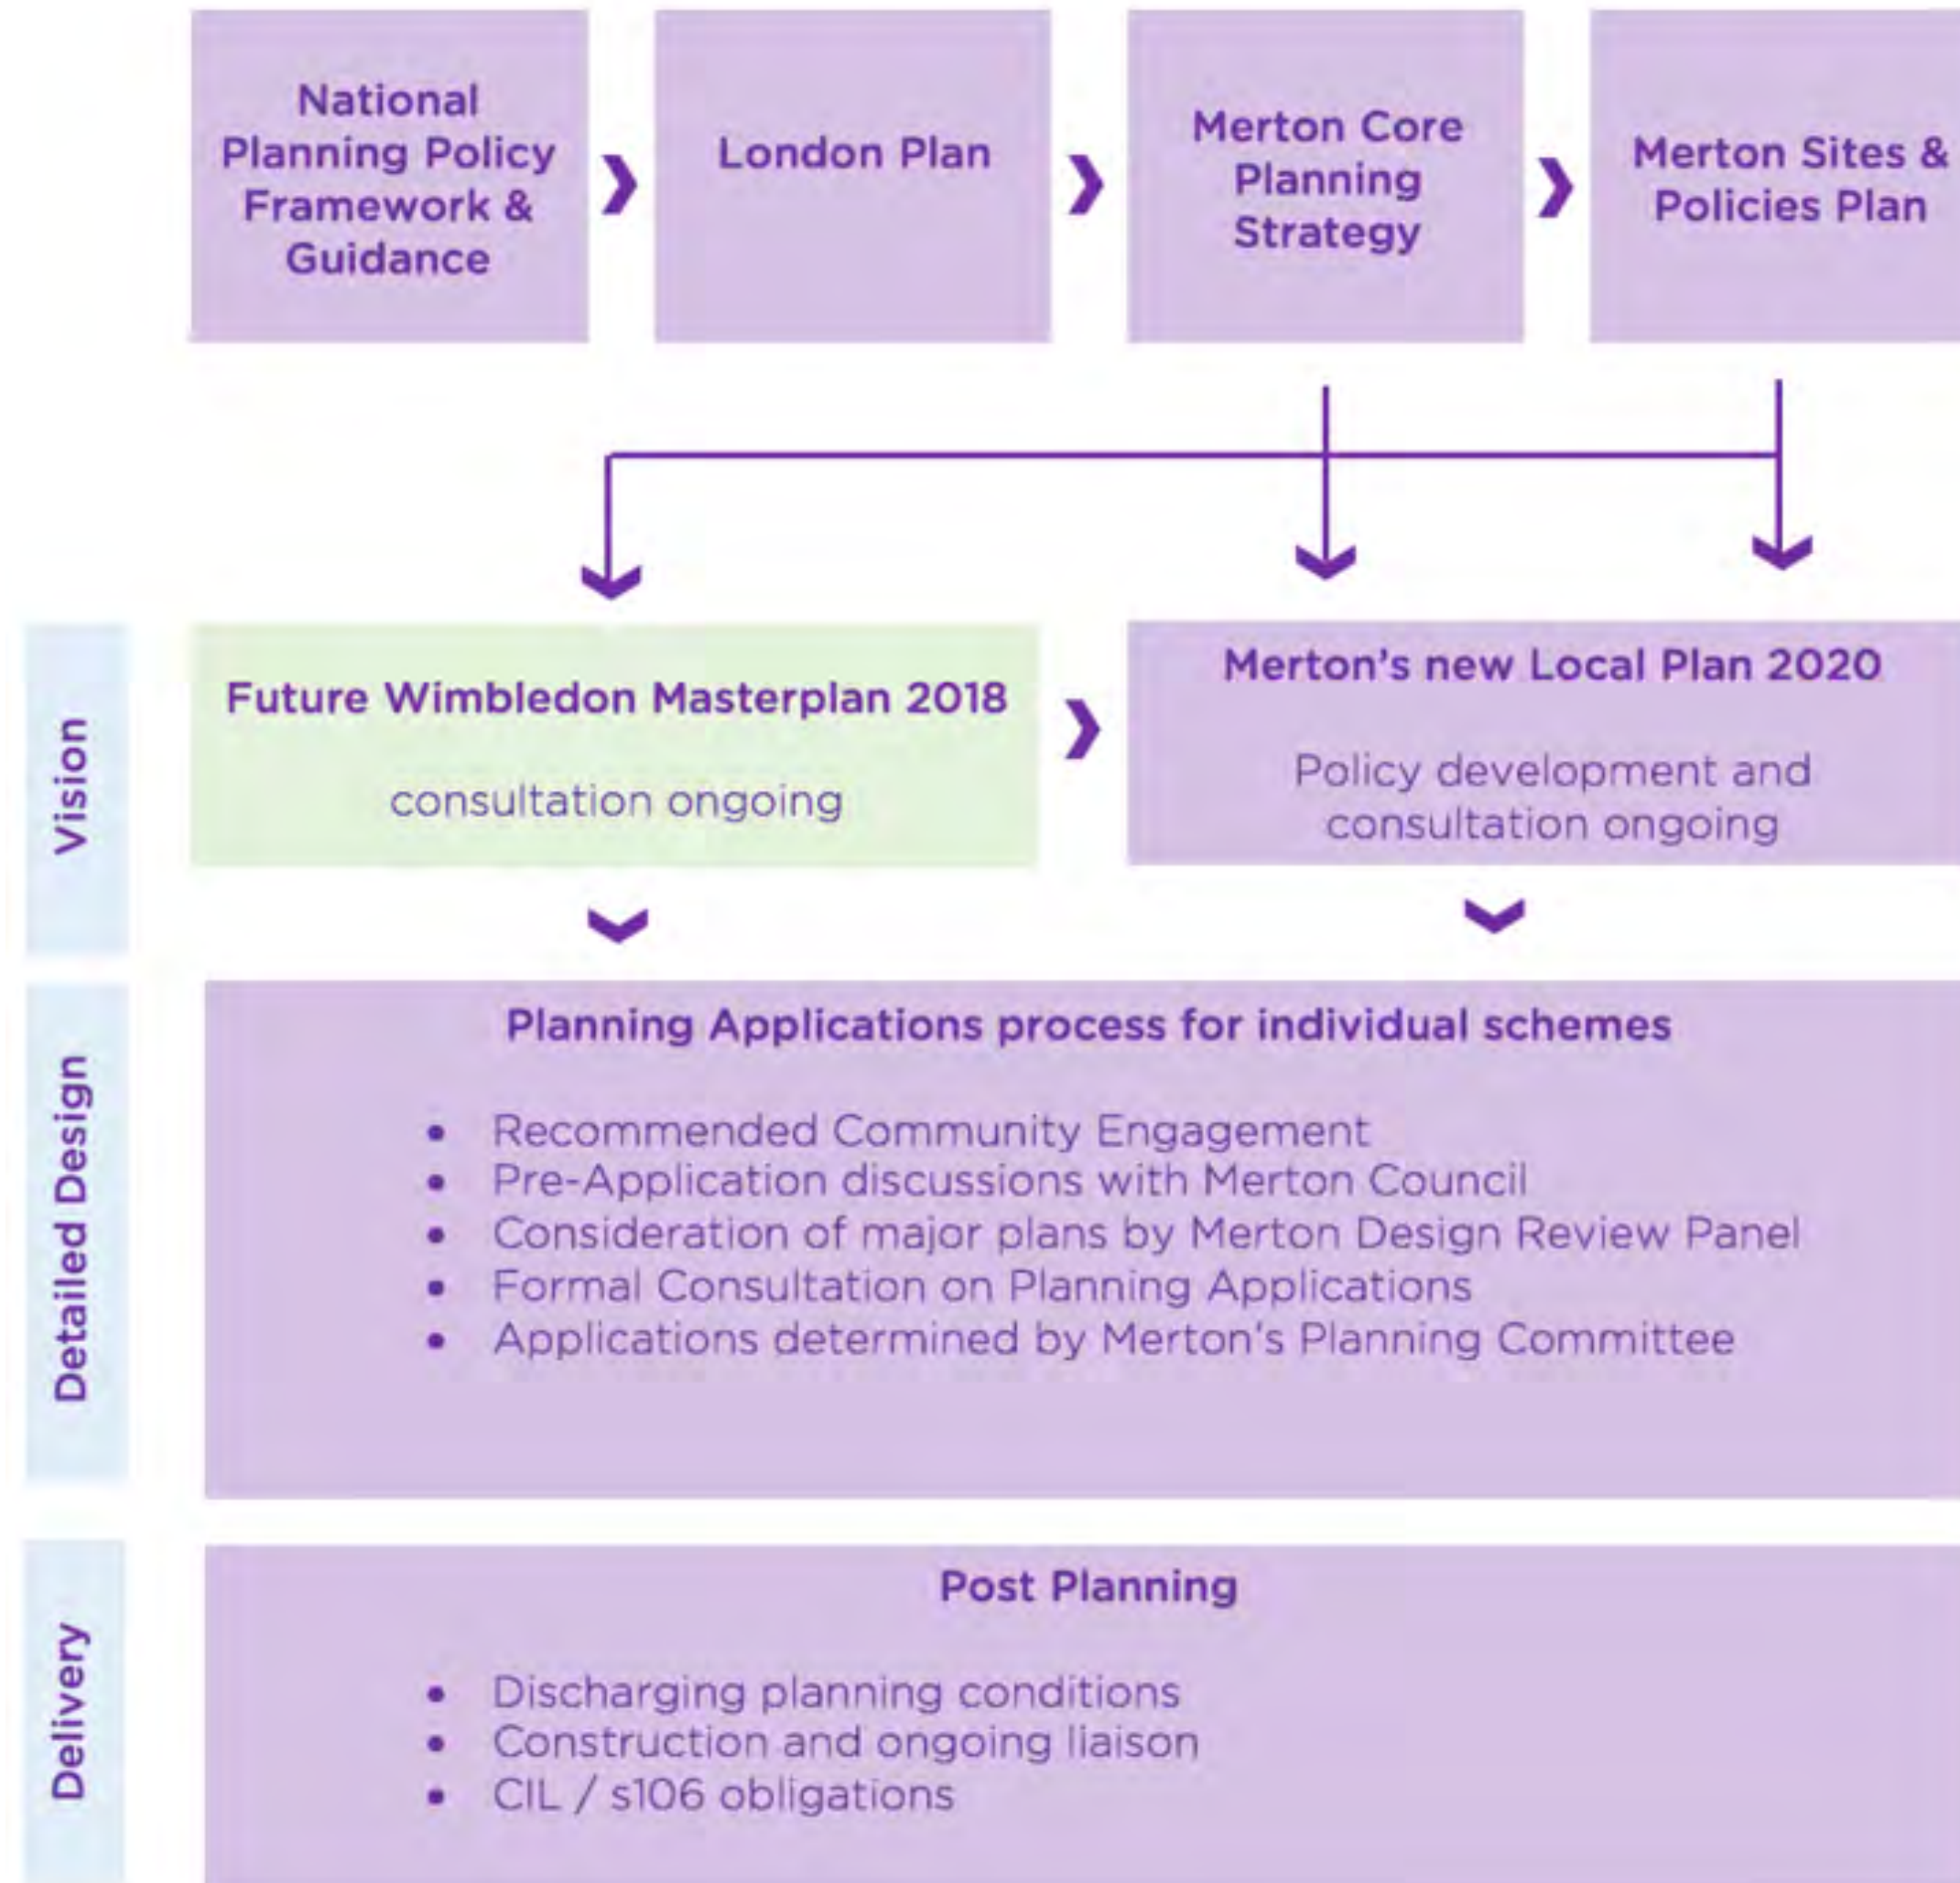 National
Planning Policy
Framework &
Guidance
London Plan
Merton Core
Planning
Strategy
Merton Sites &
Policies Plan
Vision
Future Wimbledon Masterplan 2018
consultation ongoing
Merton’s new Local Plan 2020
Policy development and
consultation ongoing
Detailed Design
Planning Applications process for individual schemes
• Recommended Community Engagement
• Pre-Application discussions with Merton Council
• Consideration of major plans by Merton Design Review Panel
• Formal Consultation on Planning Applications
• Applications determined by Merton's Planning Committee
Delivery
Post Planning
• Discharging planning conditions
• Construction and ongoing liaison
• CIL / s106 obligations